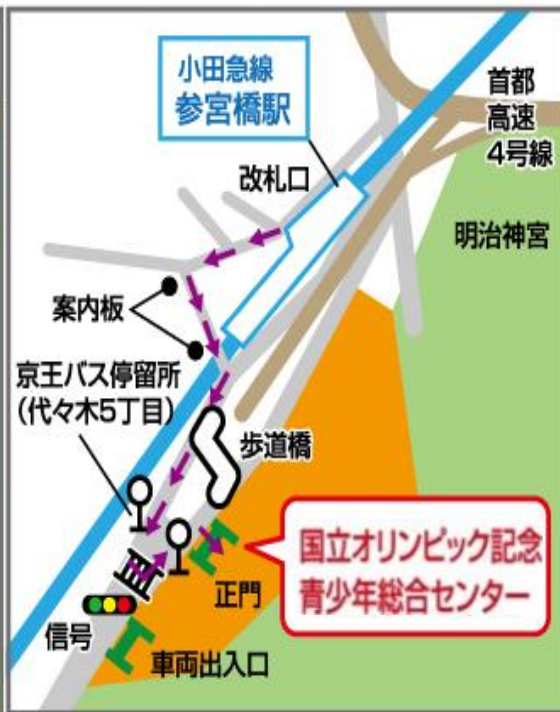 小田急線
参宮橋駅
首都
高速
4号線
改札口
明治神宮
案内板
京王バス停留所
（代々木5丁目）
歩道橋
国立オリンピック記念
青少年総合センター
正門
信号
車両出入口